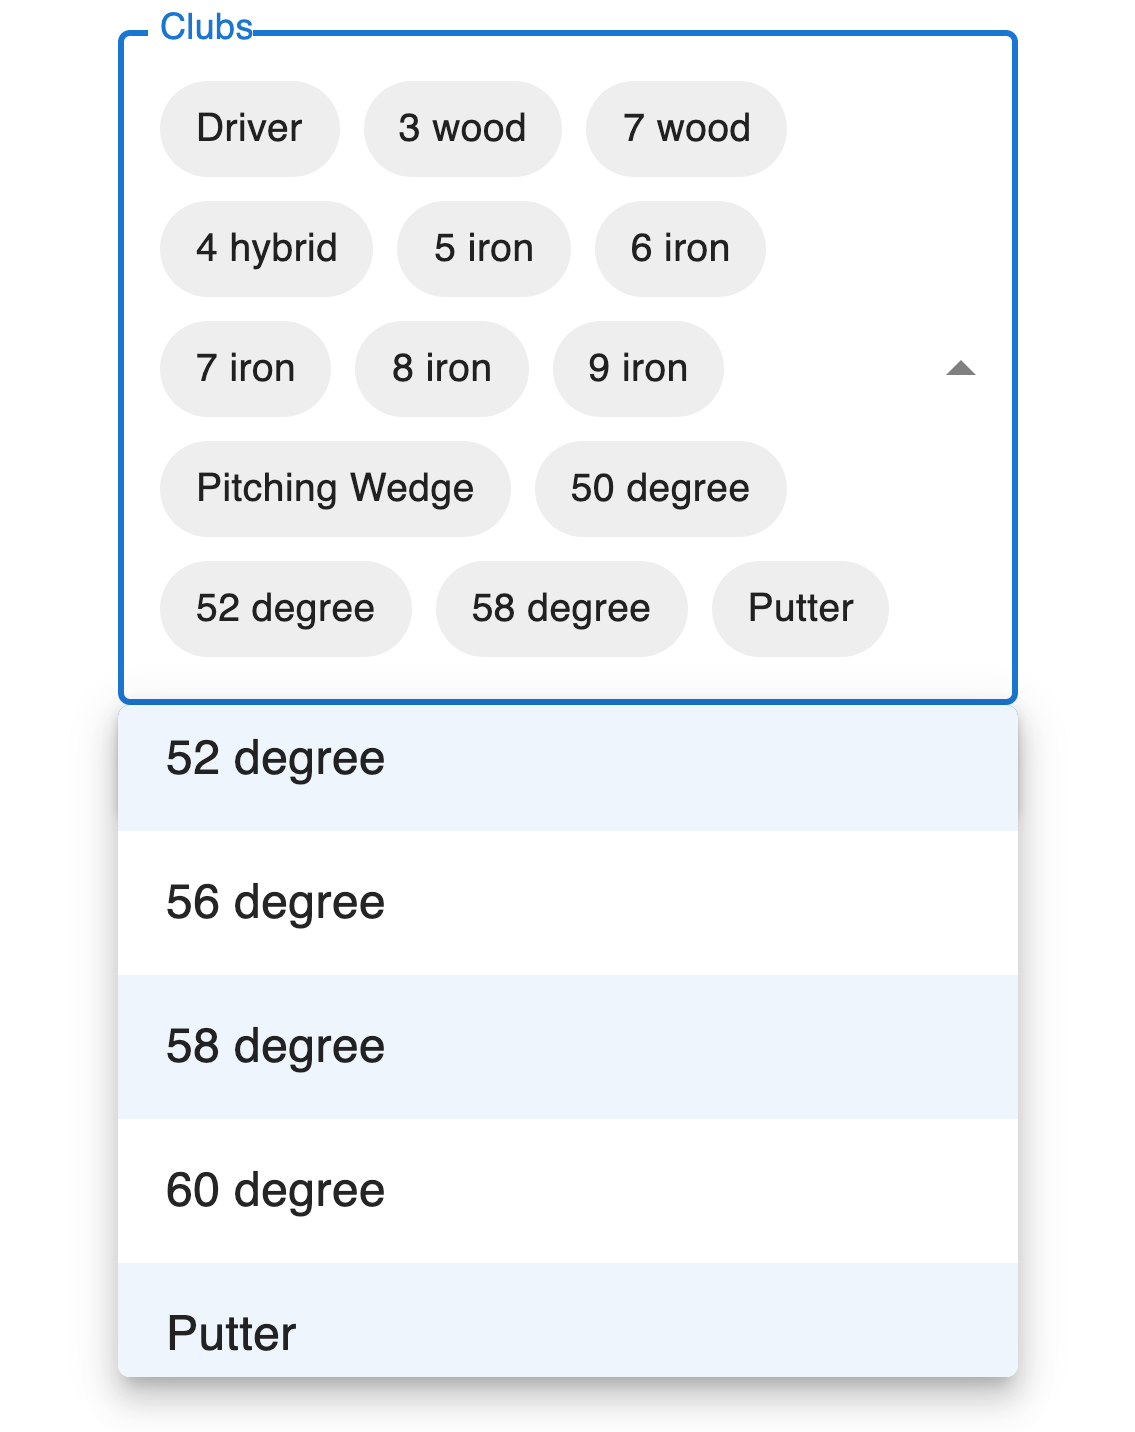 Clubs
Driver 3 wood 7 wood
4 hybrid 5 iron 6 iron
7 iron 8 iron 9 iron
Pitching Wedge 50 degree
52 degree 58 degree Putter
52 degree
56 degree
58 degree
60 degree
Putter